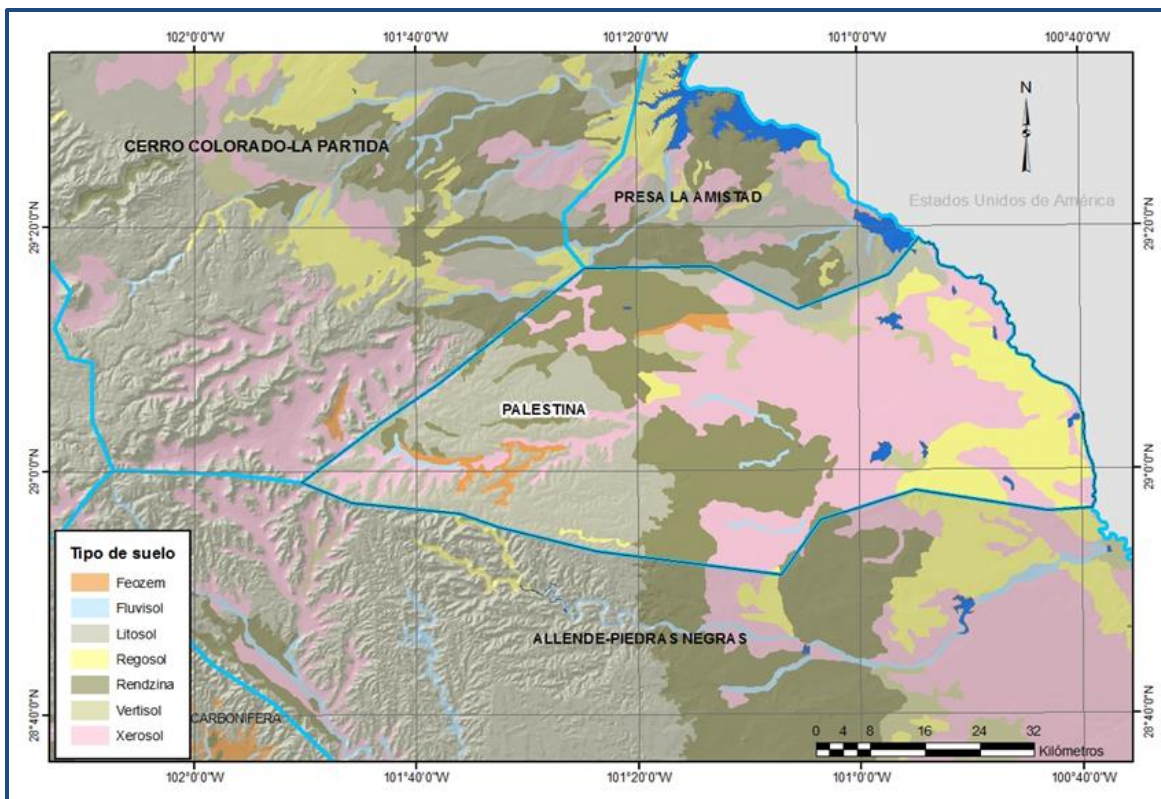 102°0'0"W
101°40'0"W
101°20'0"W
101°0'0"W
100°40'0"W
N
S
CERRO COLORADO-LA PARTIDA
PRESA LA AMISTAD
Estados Unidos de América
29°20'0"N
29°20'0"N
PALESTINA
29°0'0"N
29°0'0"N
Tipo de suelo
Feozem
Fluvisol
Litosol
Regosol
Rendzina
Vertisol
Xerosol
ALLENDE-PIEDRAS NEGRAS
CARBONIFERA
28°40'0"N
28°40'0"N
0 4 8 16 24 32
Kilómetros
102°0'0"W
101°40'0"W
101°20'0"W
101°0'0"W
100°40'0"W